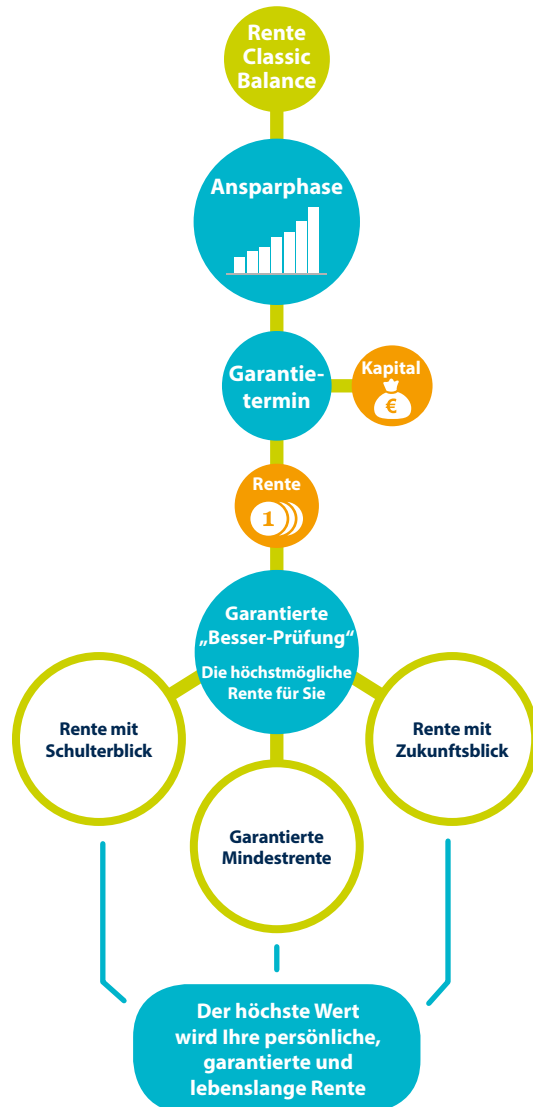 Rente
Classic
Balance
Ansparphase
Garantie-
termin
Kapital
€
Rente
1
Garantierte
„Besser-Prüfung“
Die höchstmögliche
Rente für Sie
Rente mit
Schulterblick
Rente mit
Zukunftsblick
Garantierte
Mindestrente
Der höchste Wert
wird Ihre persönliche,
garantierte und
lebenslange Rente